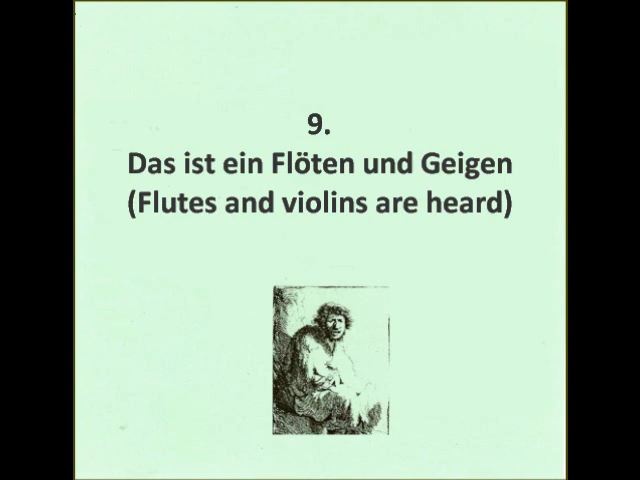 9.
Das ist ein Flöten und Geigen
(Flutes and violins are heard)